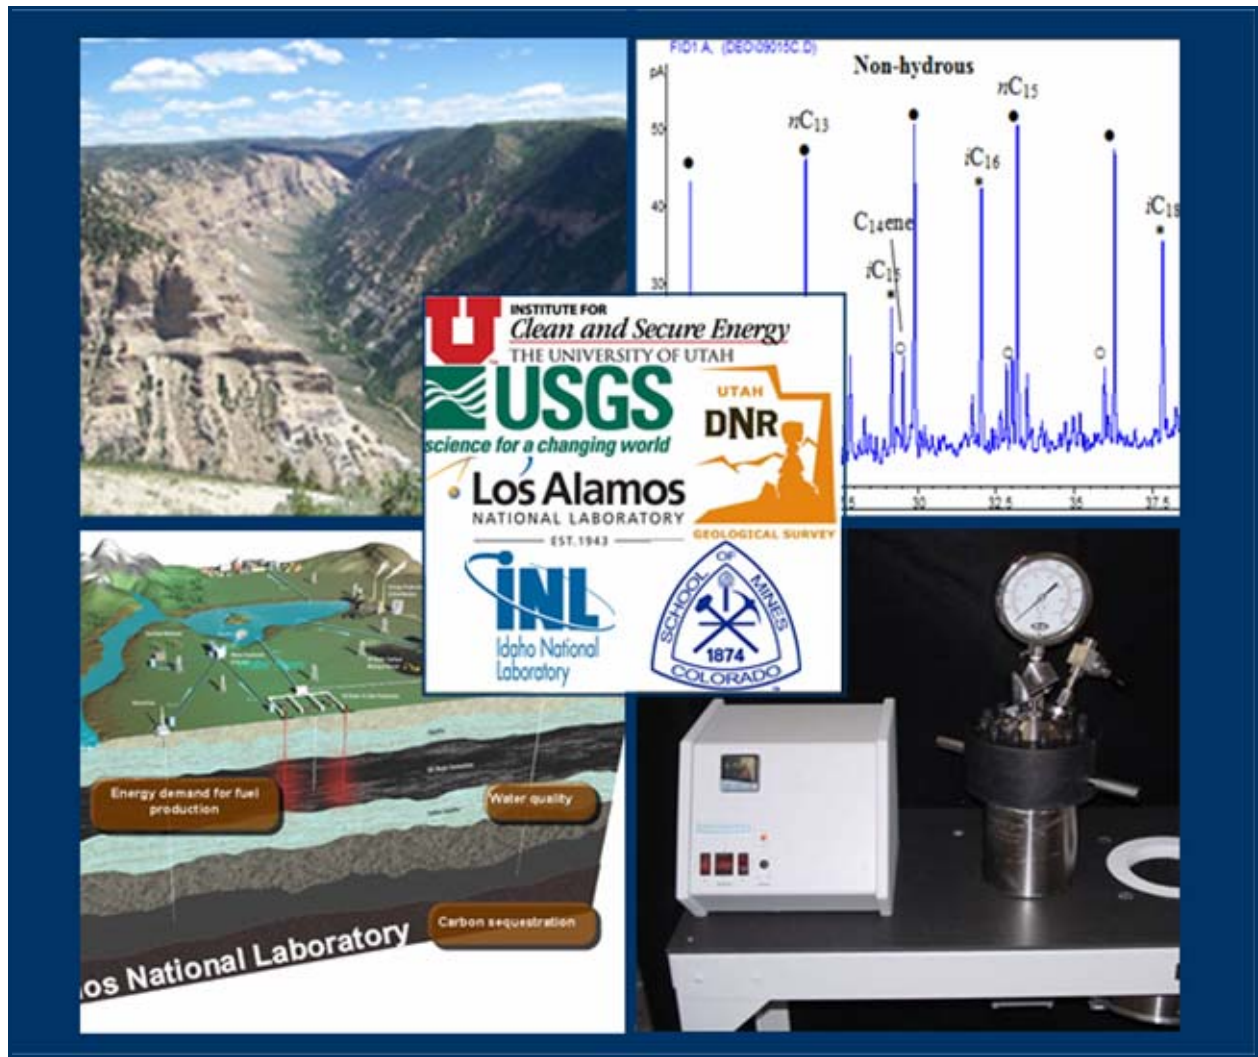 FID1 A, (DEO-09015C.D)
pA
Non-hydrous
50
40
30
nC13
nC15
iC16
C14ene
iC15
iC18
30
32.5
35
37.5
U
INSTITUTE FOR
Clean and Secure Energy
THE UNIVERSITY OF UTAH
USGS
science for a changing world
UTAH
DNR
GEOLOGICAL SURVEY
Los Alamos
NATIONAL LABORATORY
EST.1943
INL
Idaho National
Laboratory
SCHOOL OF MINES
1874
COLORADO
Energy demand for fuel
production
Water quality
Carbon sequestration
os National Laboratory